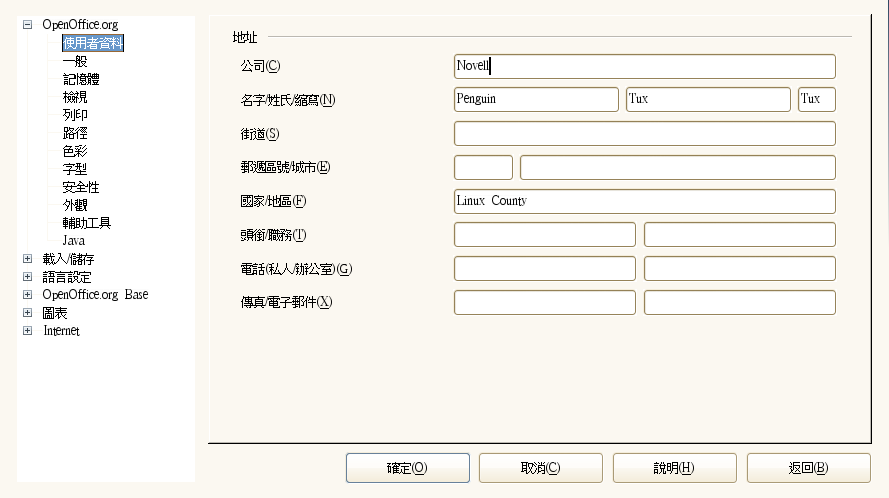 OpenOffice.org
使用者資料
一般
記憶體
檢視
列印
路徑
色彩
字型
安全性
外觀
輔助工具
Java
載入/儲存
語言設定
OpenOffice.org Base
圖表
Internet
地址
公司(C) Novell
名字/姓氏/縮寫(N) Penguin Tux Tux
街道(S)
郵遞區號/城市(E)
國家/地區(F) Linux County
頭銜/職務(T)
電話(私人/辦公室)(G)
傳真/電子郵件(X)
確定(O) 取消(C) 說明(H) 返回(B)